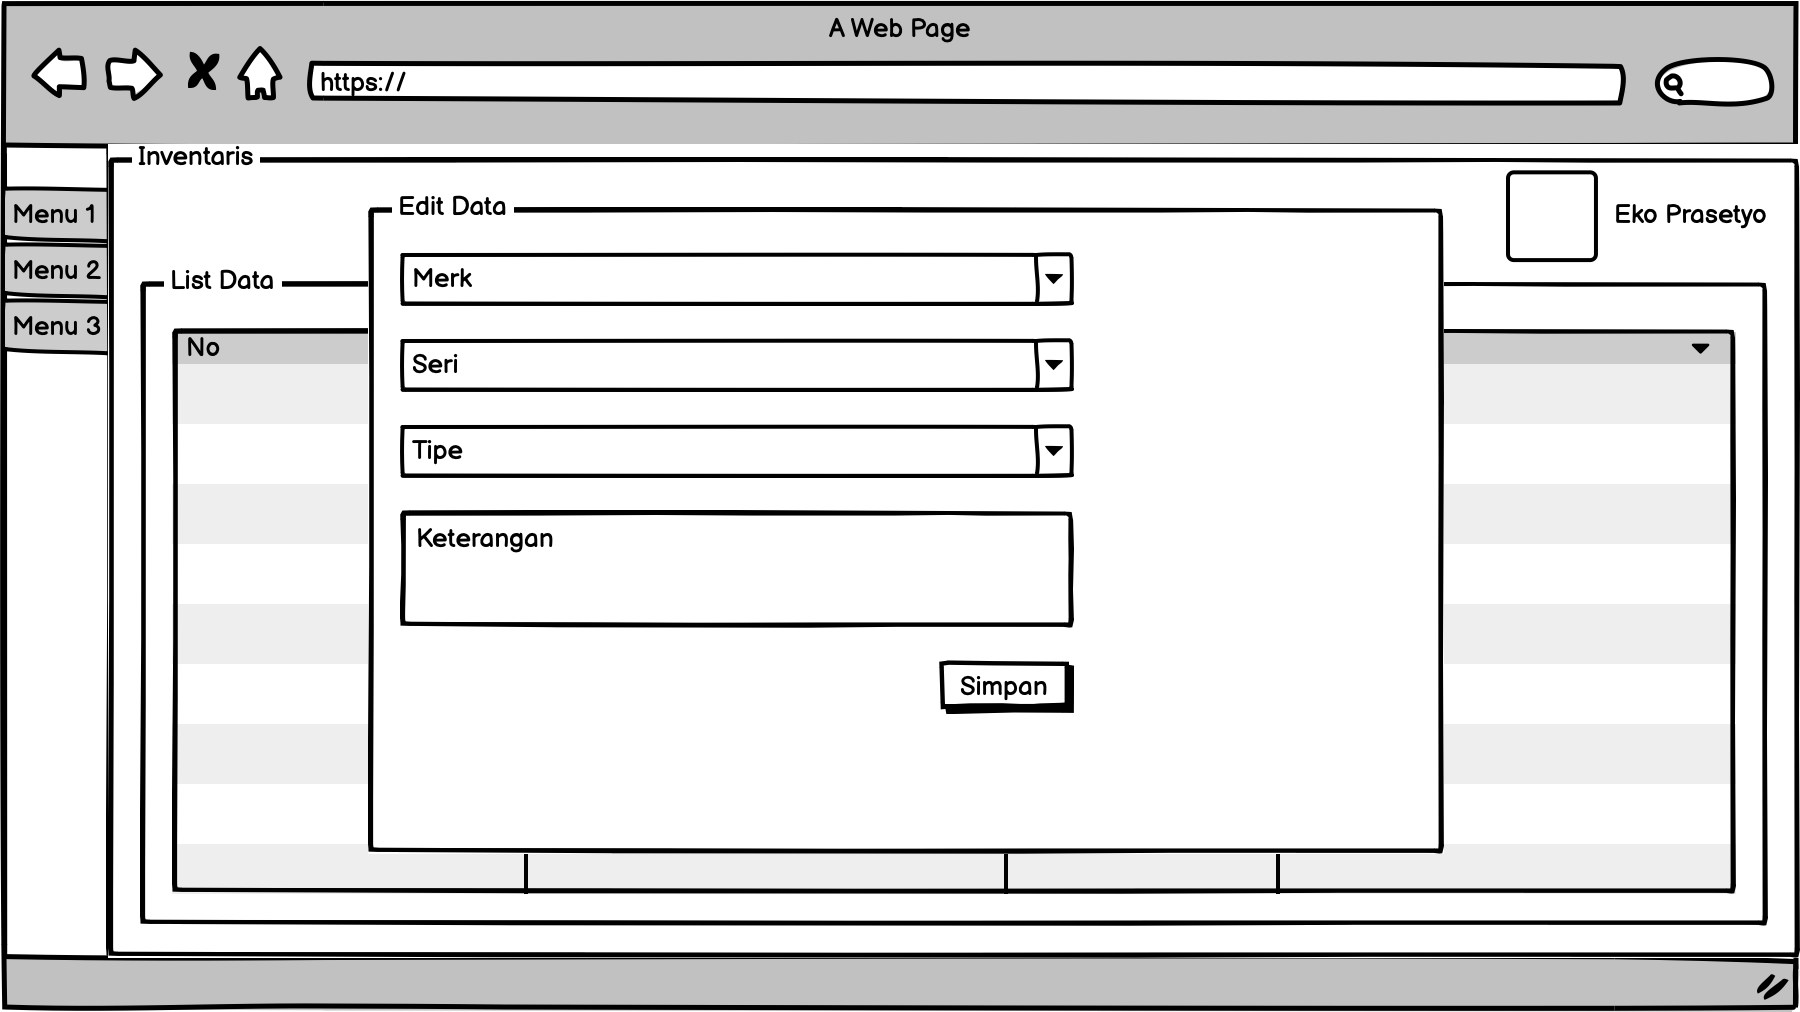 A Web Page
https://
Inventaris
Menu 1
Menu 2
Menu 3
Eko Prasetyo
List Data
No
Edit Data
Merk
Seri
Tipe
Keterangan
Simpan